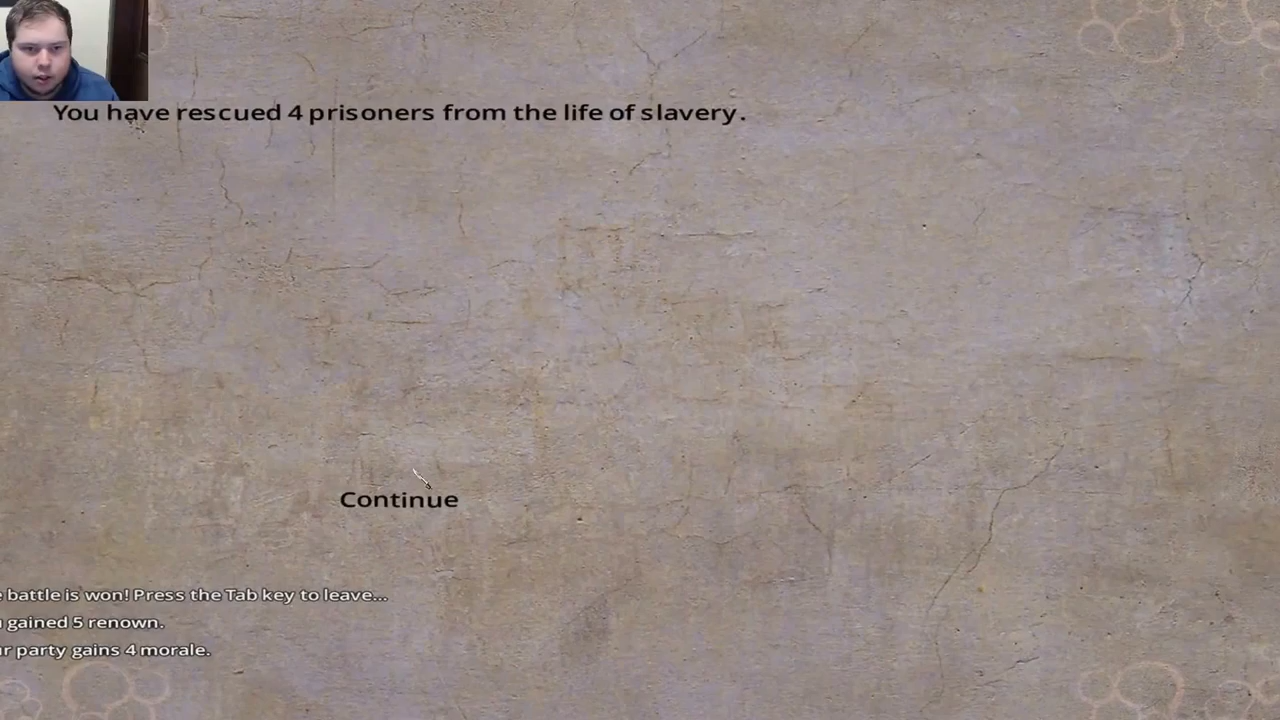 You have rescued 4 prisoners from the life of slavery.
Continue
battle is won! Press the Tab key to leave...
gained 5 renown.
party gains 4 morale.